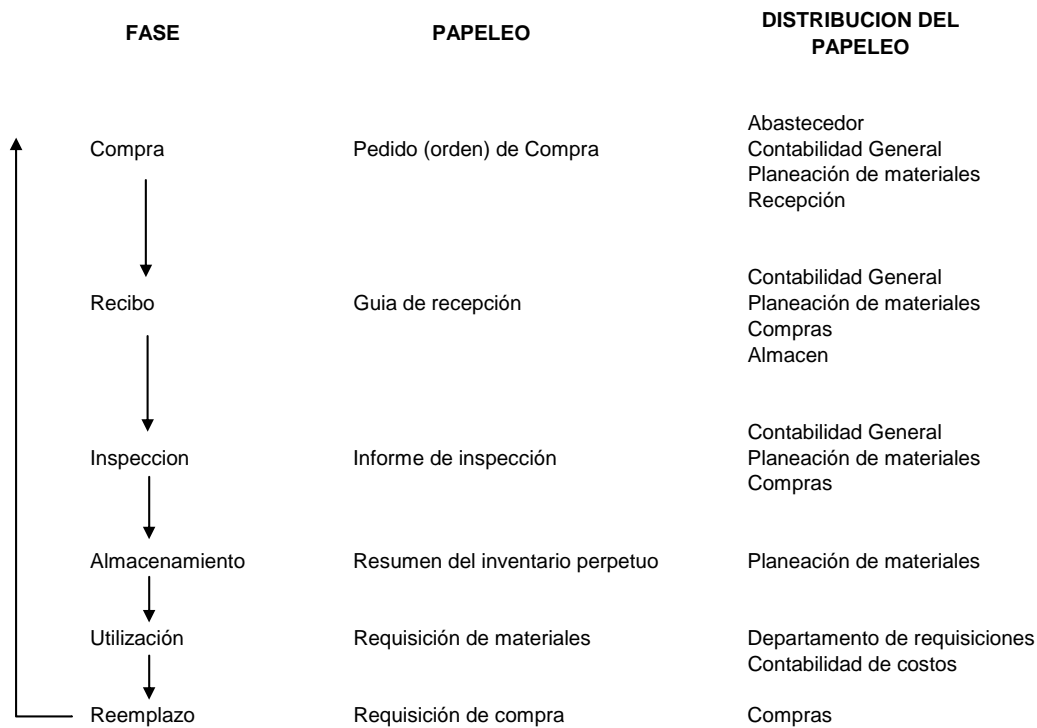 FASE
PAPELEO
DISTRIBUCION DEL
PAPELEO
Compra
Pedido (orden) de Compra
Abastecedor
Contabilidad General
Planeación de materiales
Recepción
Recibo
Guia de recepción
Contabilidad General
Planeación de materiales
Compras
Almacen
Inspeccion
Informe de inspección
Contabilidad General
Planeación de materiales
Compras
Almacenamiento
Resumen del inventario perpetuo
Planeación de materiales
Utilización
Requisición de materiales
Departamento de requisiciones
Contabilidad de costos
Reemplazo
Requisición de compra
Compras